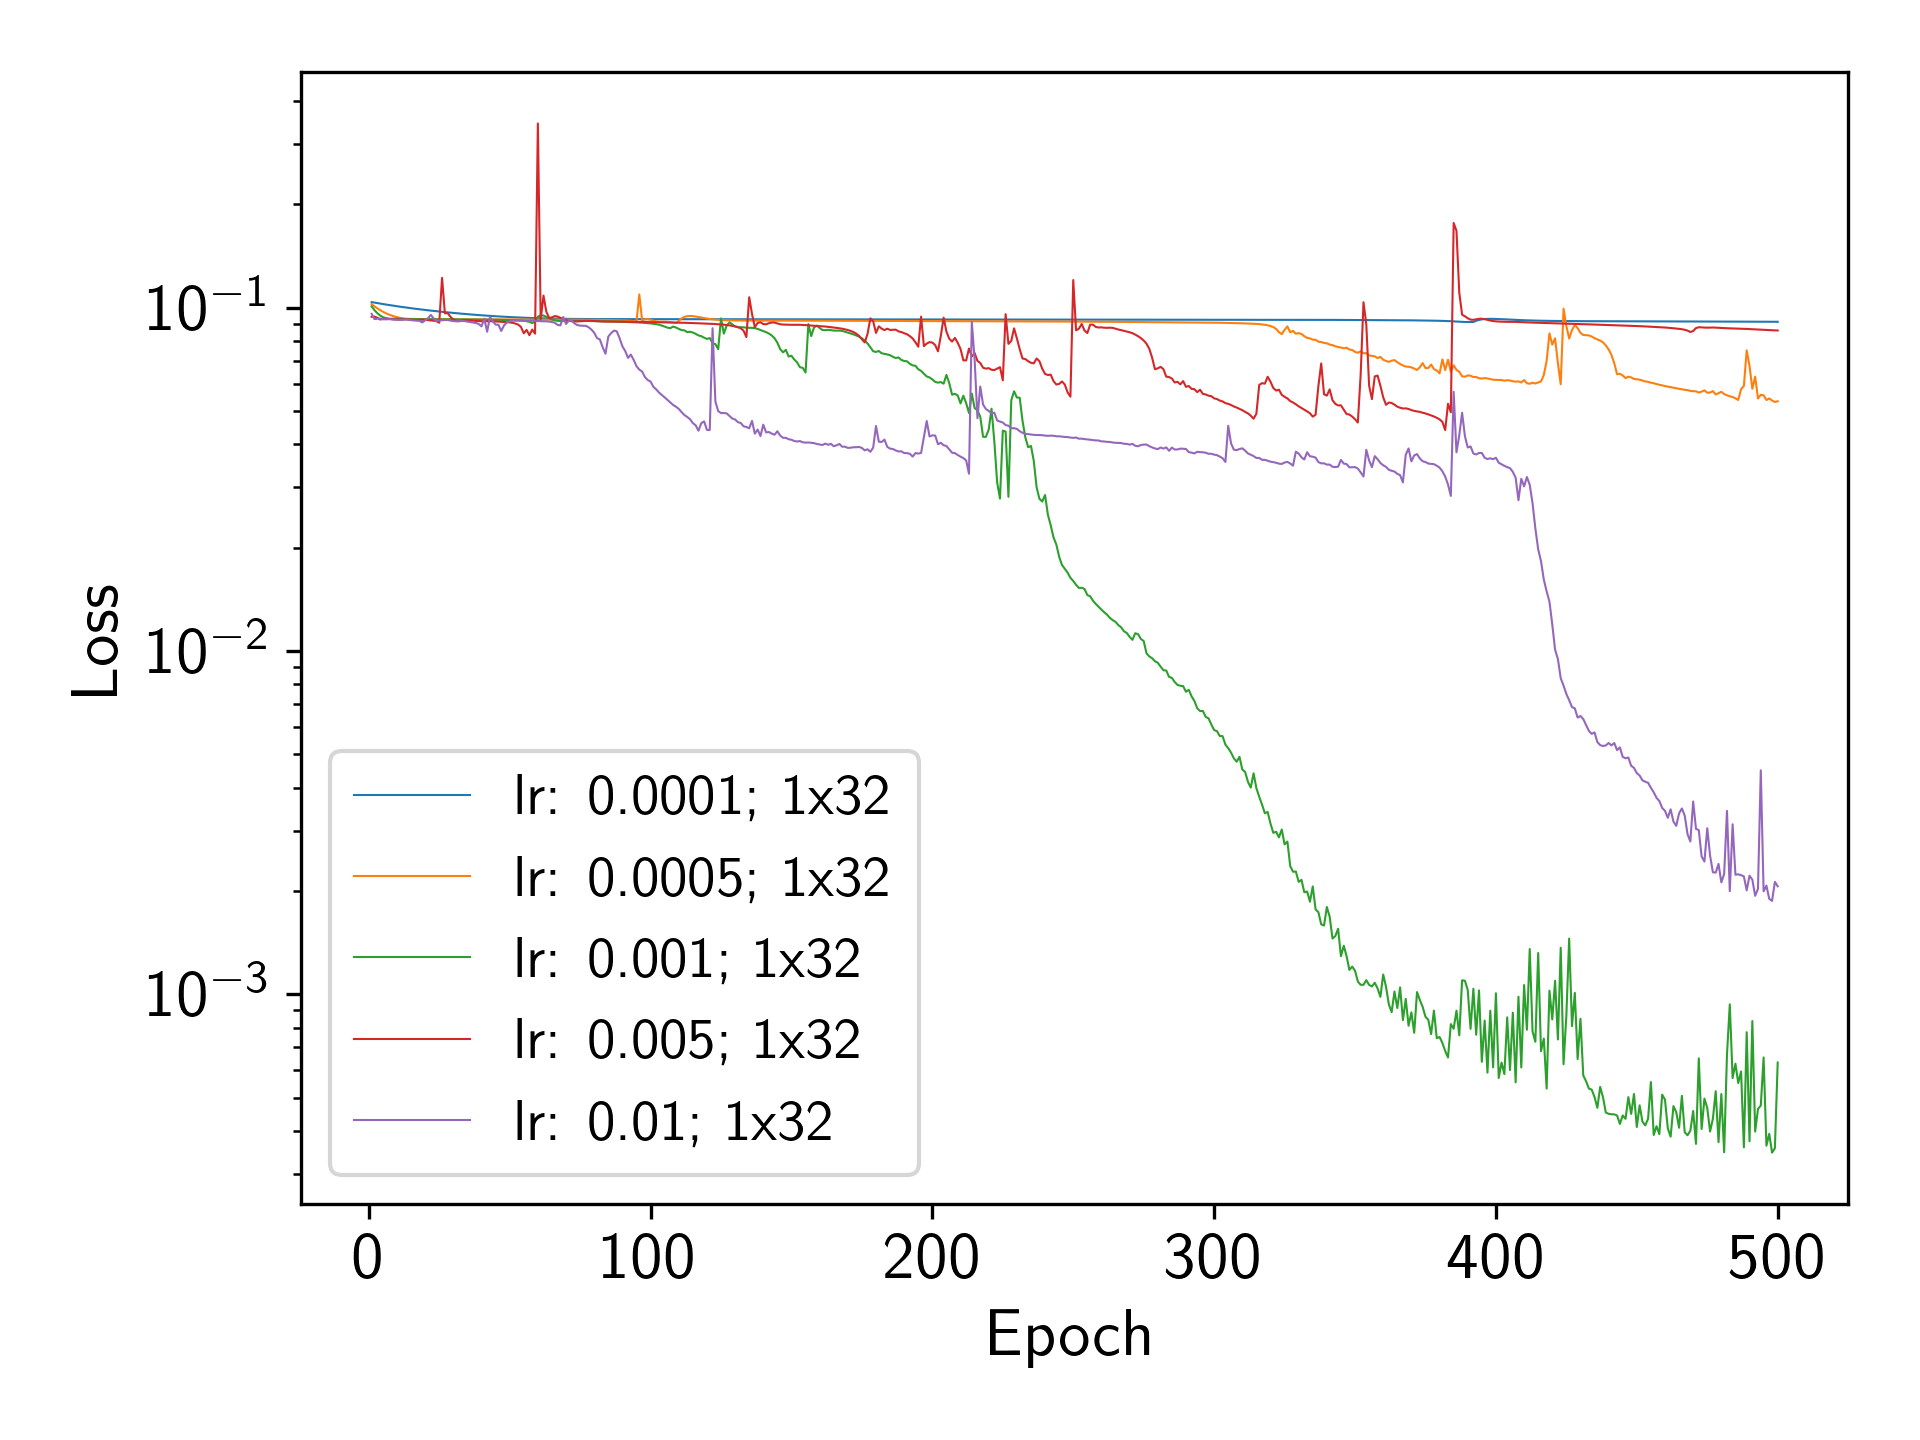 10⁻¹
10⁻²
10⁻³
Loss
lr: 0.0001; 1x32
lr: 0.0005; 1x32
lr: 0.001; 1x32
lr: 0.005; 1x32
lr: 0.01; 1x32
0 100 200 300 400 500
Epoch